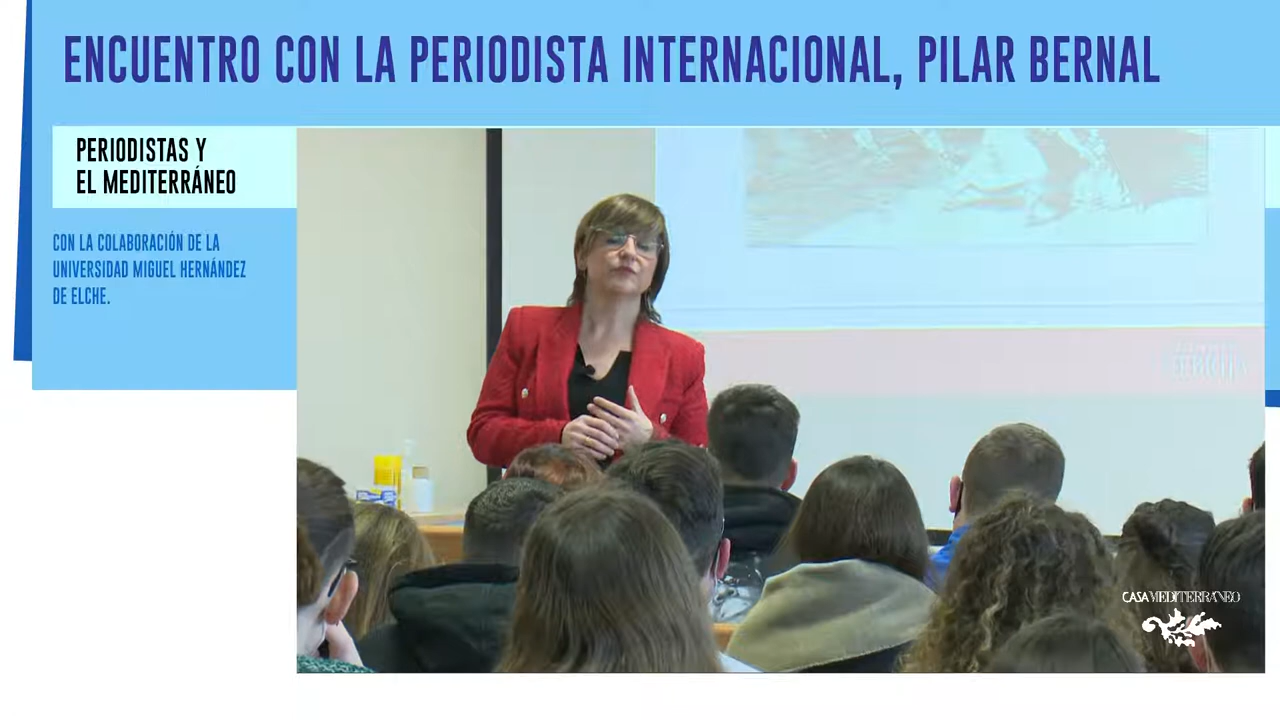 ENCUENTRO CON LA PERIODISTA INTERNACIONAL, PILAR BERNAL
PERIODISTAS Y
EL MEDITERRÁNEO
CON LA COLABORACIÓN DE LA
UNIVERSIDAD MIGUEL HERNÁNDEZ
DE ELCHE.
CASA MEDITERRÁNEO